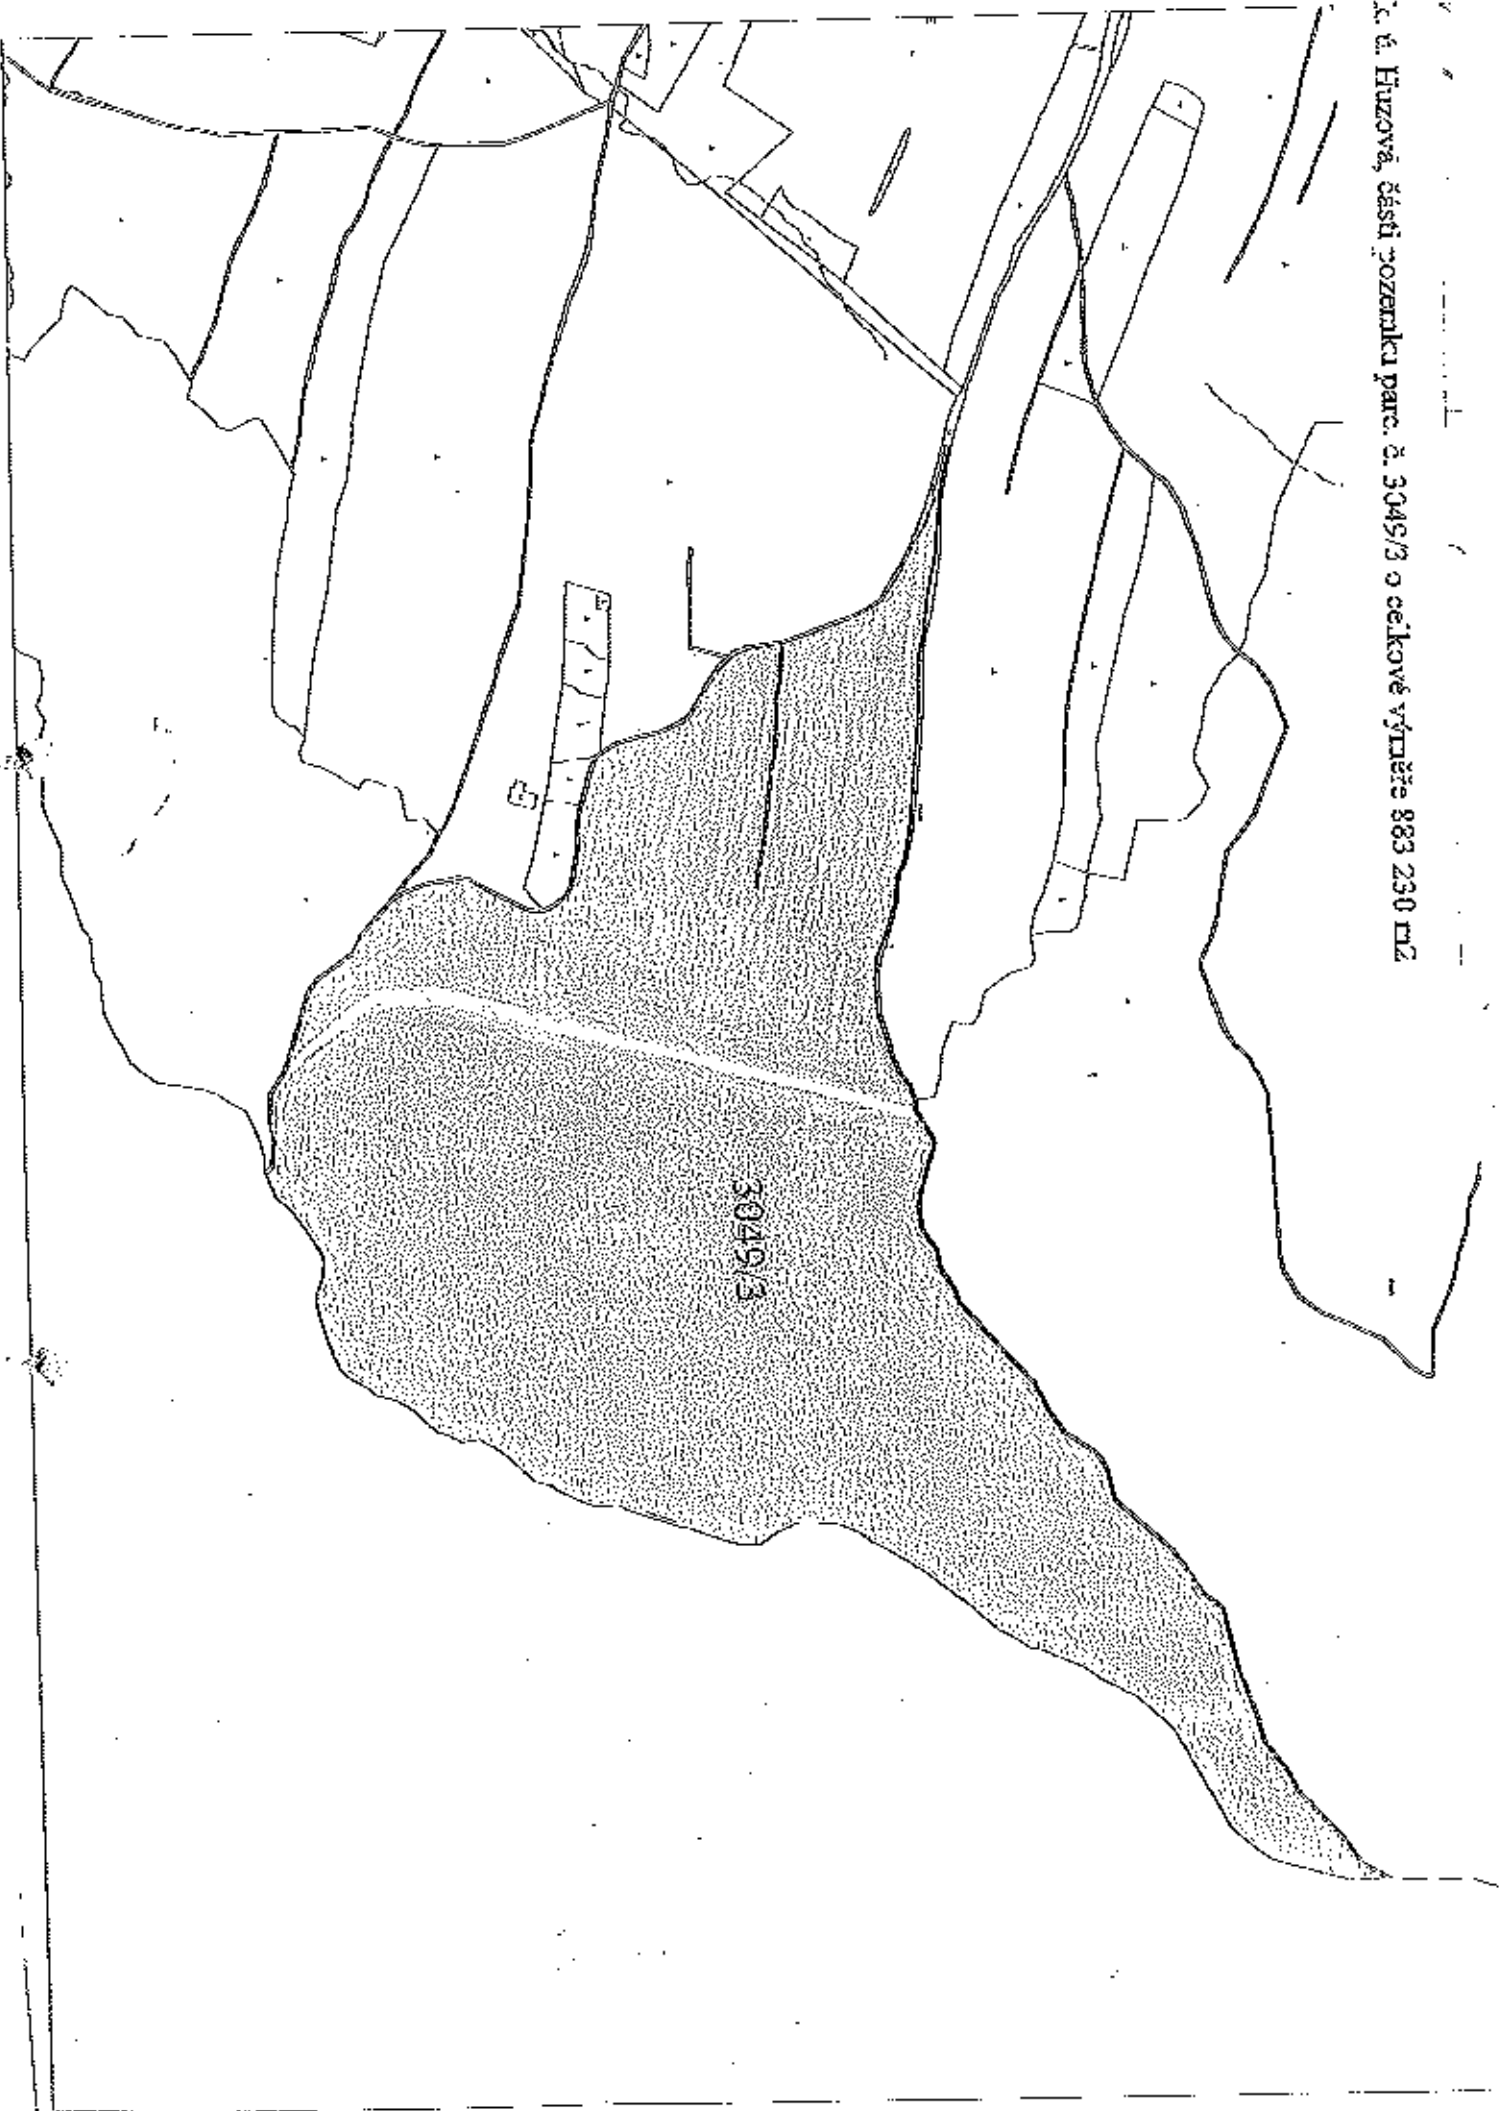 k. ú. Huzová, části pozemku parc. č. 3049/3 o celkové výměře 883 230 m2
3049/3